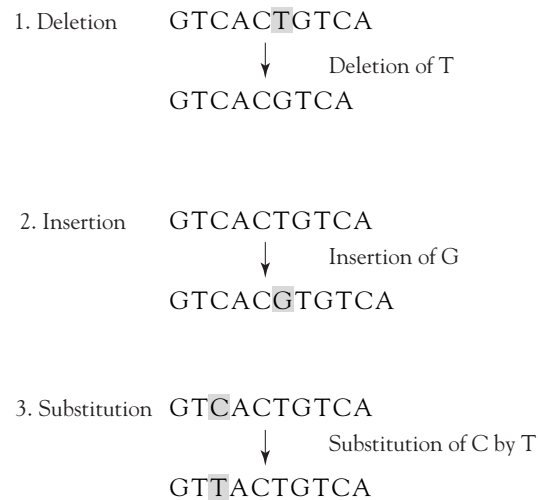 1. Deletion GTCACTGTCA
Deletion of T
GTCACGTCA
2. Insertion GTCACTGTCA
Insertion of G
GTCACGTGTCA
3. Substitution GTCACTGTCA
Substitution of C by T
GTTACTGTCA